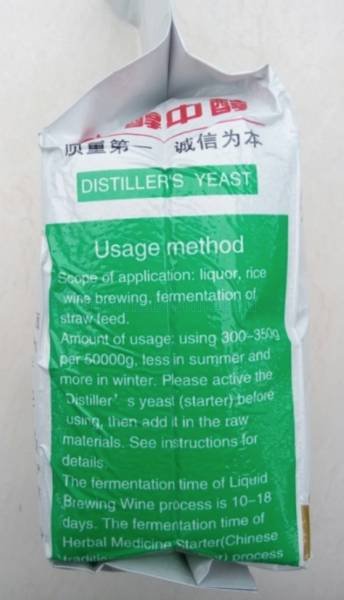 醇中醇
质量第一 诚信为本
DISTILLER'S YEAST
Usage method
Scope of application: liquor, rice
wine brewing, fermentation of
straw feed.
Amount of usage: using 300-350g
per 50000g, less in summer and
more in winter. Please active the
Distiller’s yeast (starter) before
using, then add it in the raw
materials. See instructions for
details
The fermentation time of Liquid
Brewing Wine process is 10-18
days. The fermentation time of
Herbal Medicine Starter(Chinese
process